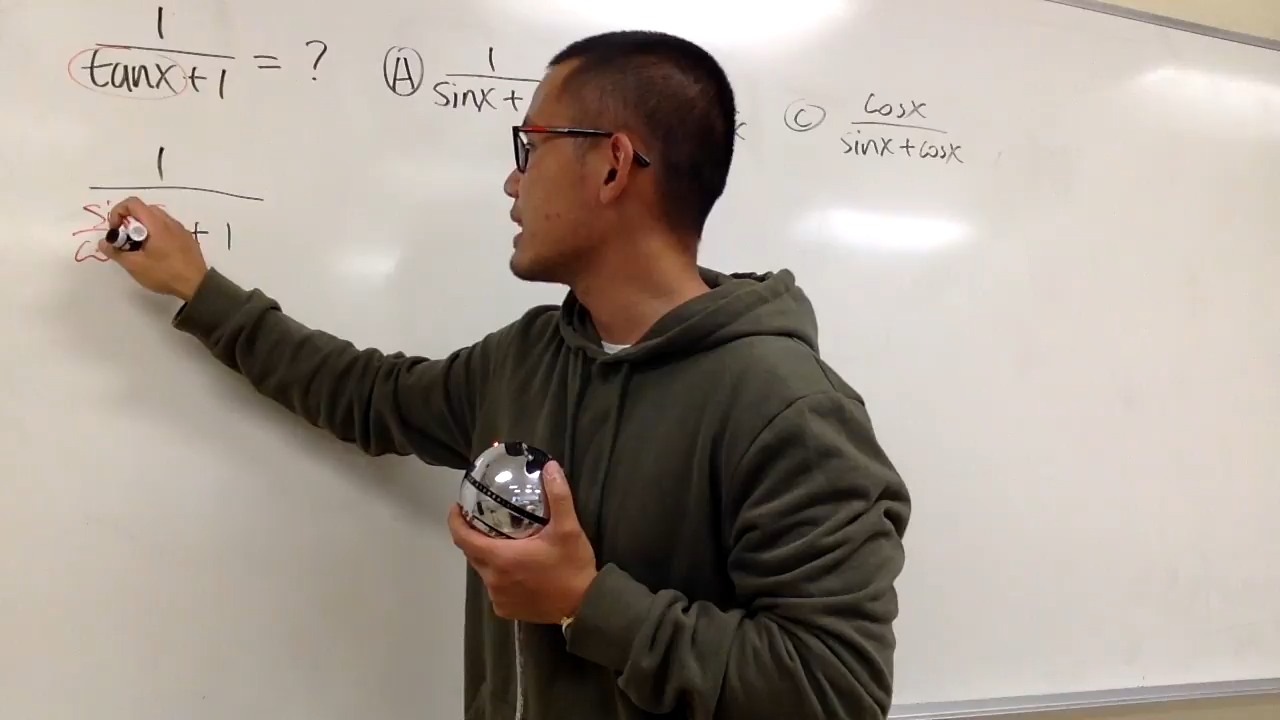 1
tanx + 1
= ?
Ⓐ
1
sinx +
Ⓒ
cosx
sinx + cosx
1
+ 1